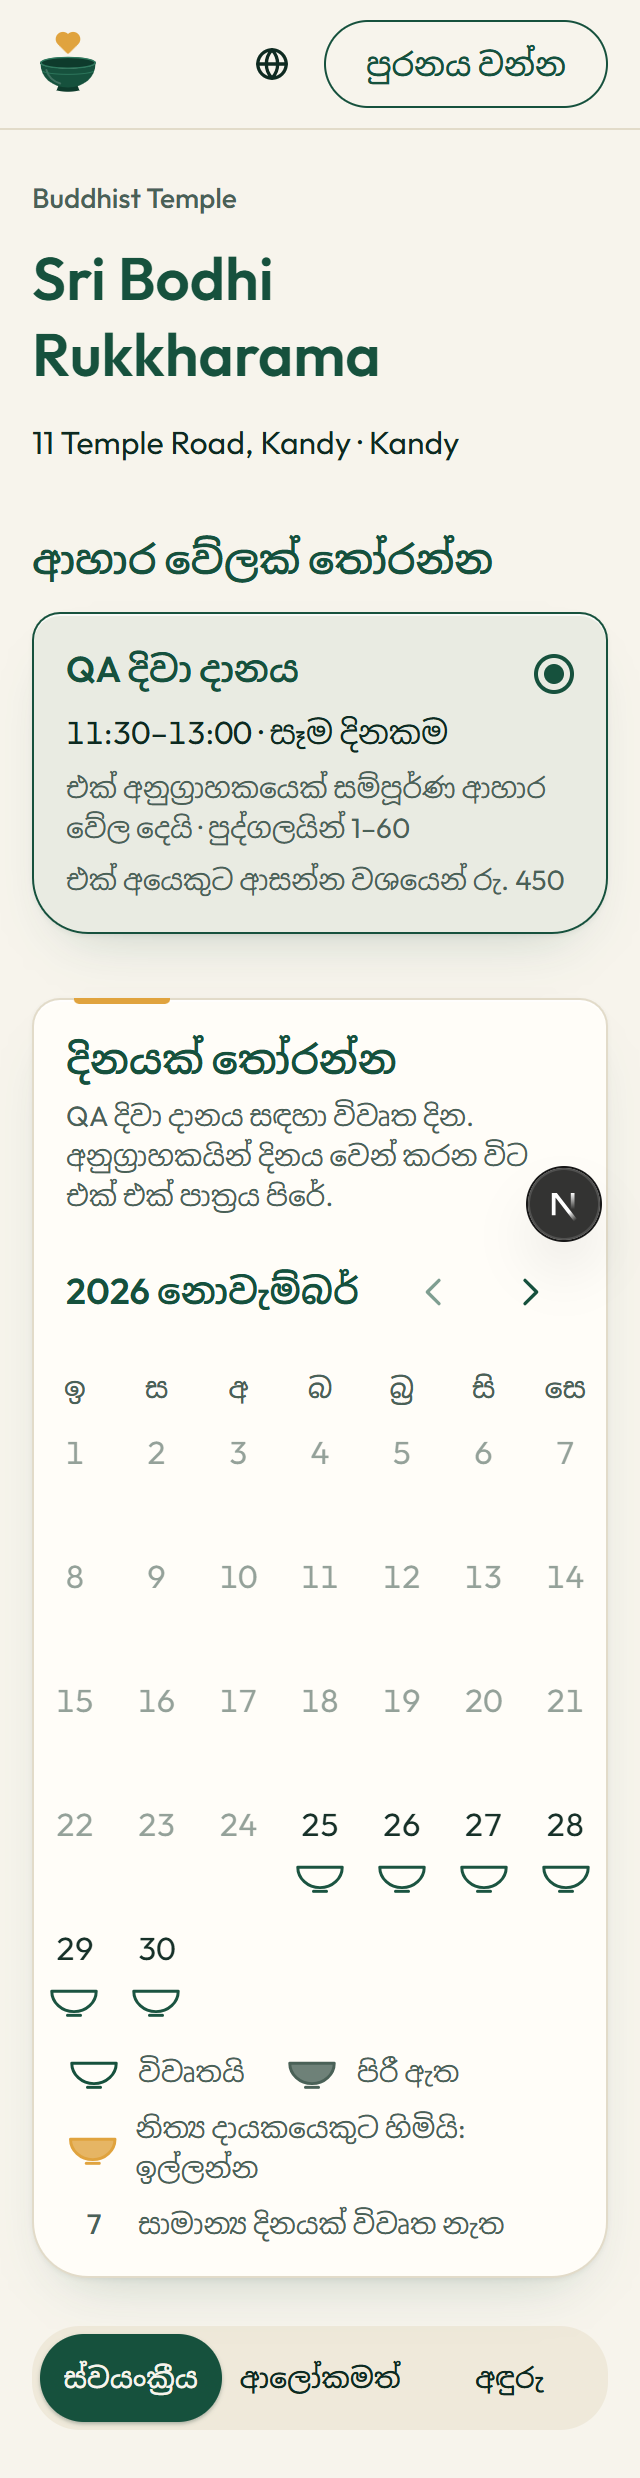 පුරනය වන්න
Buddhist Temple
Sri Bodhi
Rukkharama
11 Temple Road, Kandy · Kandy
ආහාර වේලක් තෝරන්න
QA දිවා දානය
11:30–13:00 · සෑම දිනකම
එක් අනුග්‍රාහකයෙක් සම්පූර්ණ ආහාර
වේල දෙයි · පුද්ගලයින් 1–60
එක් අයෙකුට ආසන්න වශයෙන් රු. 450
දිනයක් තෝරන්න
QA දිවා දානය සඳහා විවෘත දින.
අනුග්‍රාහකයින් දිනය වෙන් කරන විට
එක් එක් පාත්‍රය පිරේ.
N
2026 නොවැම්බර්
ඉ ස අ බ බ්‍ර සි සෙ
1 2 3 4 5 6 7
8 9 10 11 12 13 14
15 16 17 18 19 20 21
22 23 24 25 26 27 28
29 30
විවෘතයි පිරී ඇත
නිත්‍ය දායකයෙකුට හිමියි:
ඉල්ලන්න
7 සාමාන්‍ය දිනයක් විවෘත නැත
ස්වයංක්‍රීය ආලෝකමත් අඳුරු